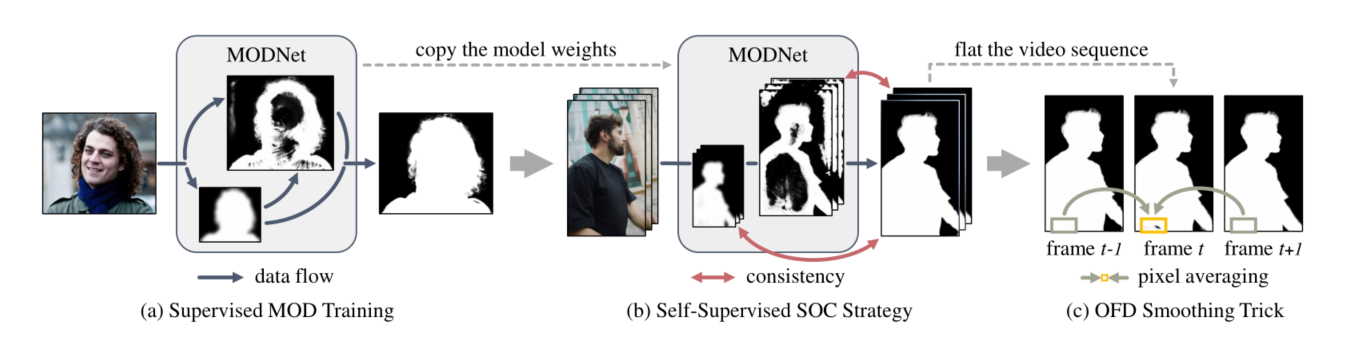 MODNet
copy the model weights
MODNet
flat the video sequence
frame t-1
frame t
frame t+1
data flow
consistency
pixel averaging
(a) Supervised MOD Training
(b) Self-Supervised SOC Strategy
(c) OFD Smoothing Trick